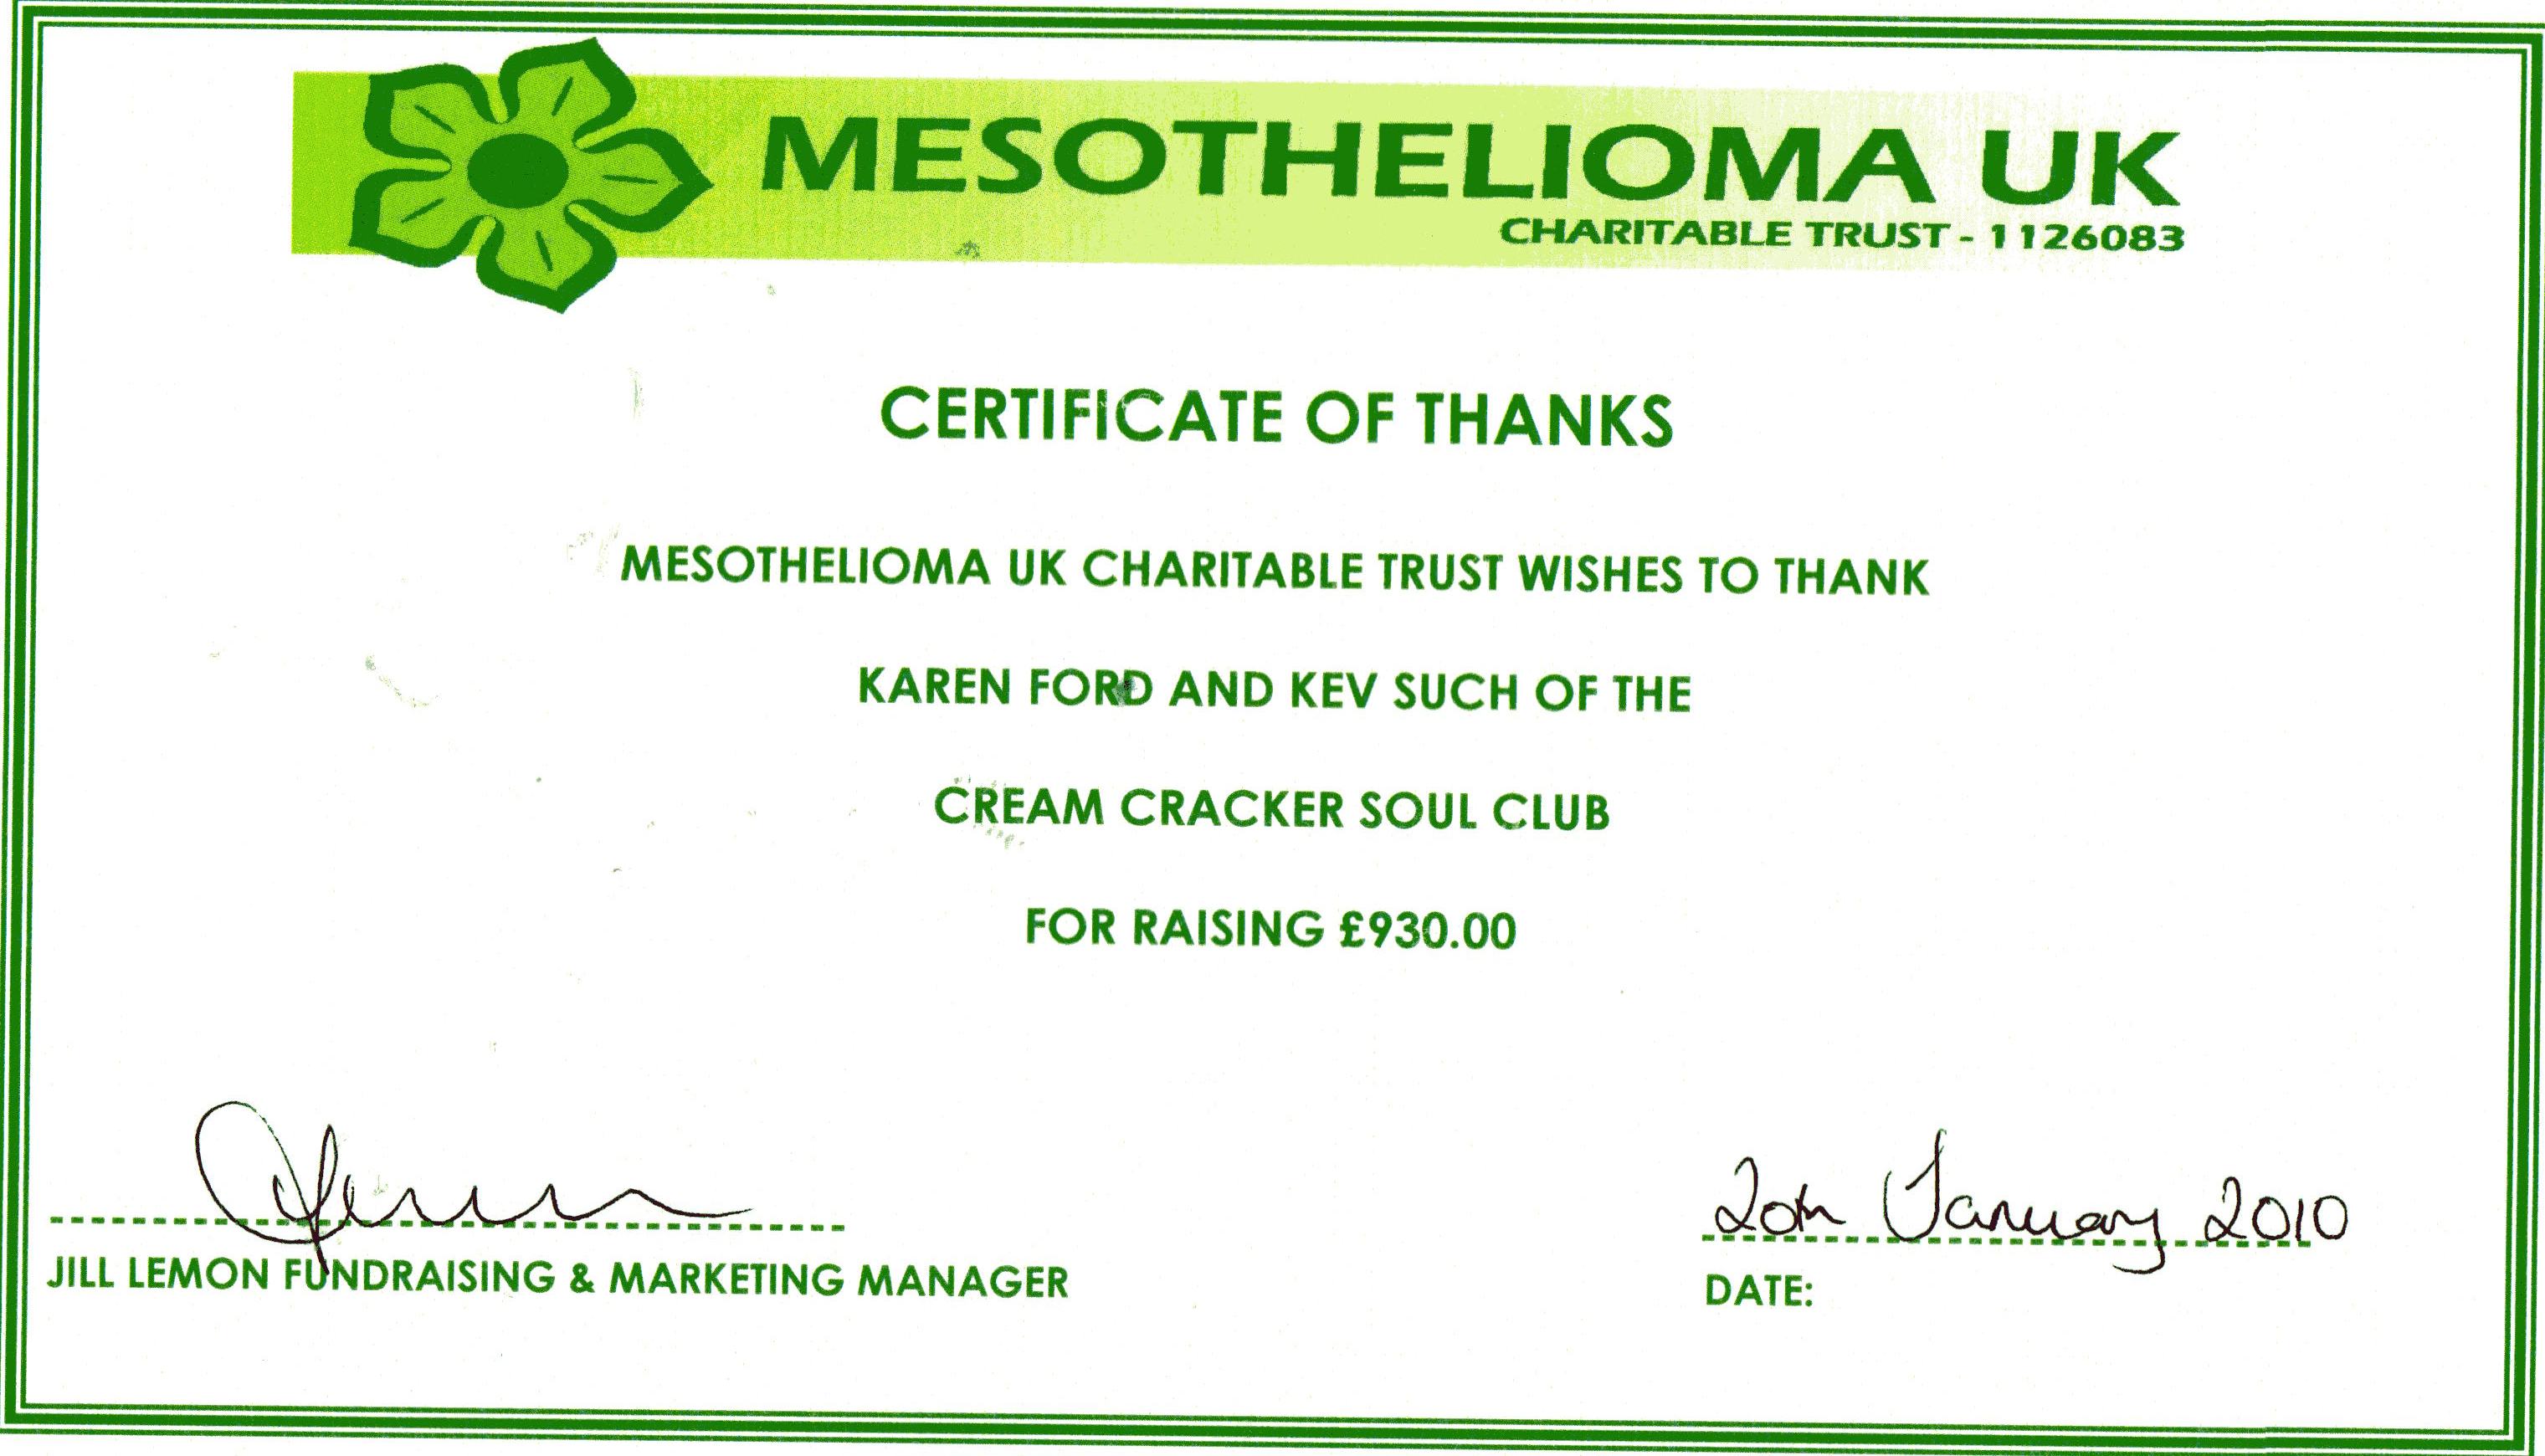 MESOTHELIOMA UK
CHARITABLE TRUST - 1126083
CERTIFICATE OF THANKS
MESOTHELIOMA UK CHARITABLE TRUST WISHES TO THANK
KAREN FORD AND KEV SUCH OF THE
CREAM CRACKER SOUL CLUB
FOR RAISING £930.00
20th January 2010
JILL LEMON FUNDRAISING & MARKETING MANAGER
DATE: